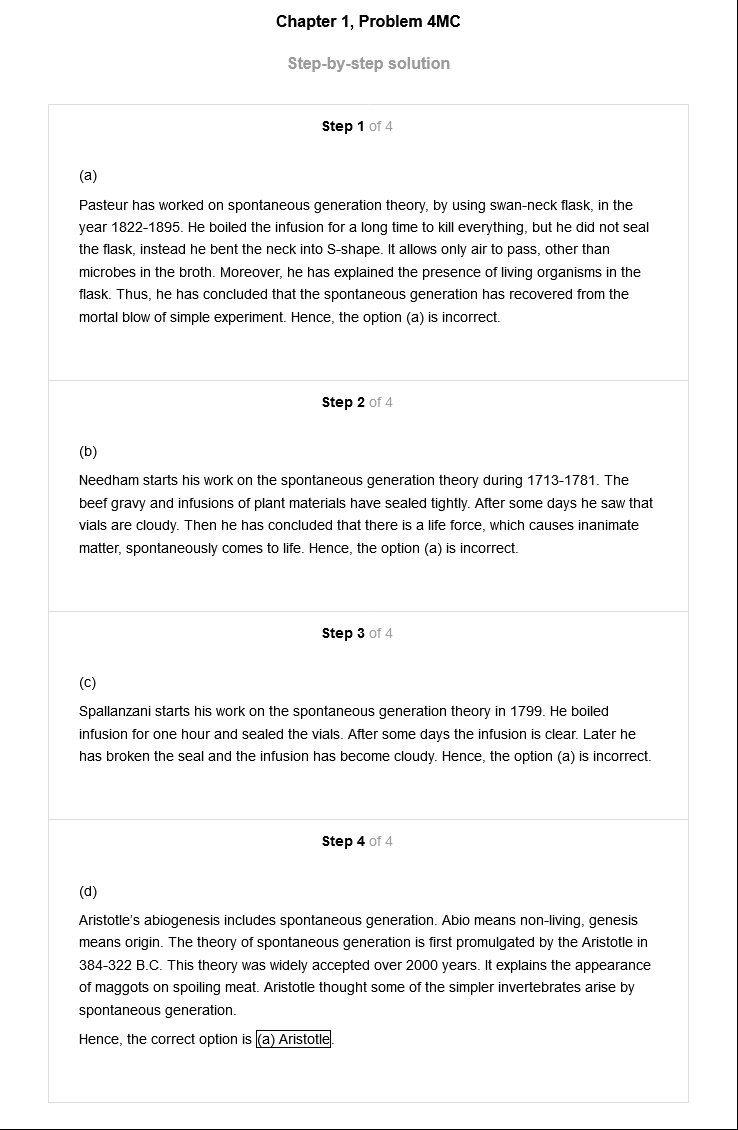 Chapter 1, Problem 4MC
Step-by-step solution
Step 1 of 4
(a)
Pasteur has worked on spontaneous generation theory, by using swan-neck flask, in the
year 1822-1895. He boiled the infusion for a long time to kill everything, but he did not seal
the flask, instead he bent the neck into S-shape. It allows only air to pass, other than
microbes in the broth. Moreover, he has explained the presence of living organisms in the
flask. Thus, he has concluded that the spontaneous generation has recovered from the
mortal blow of simple experiment. Hence, the option (a) is incorrect.
Step 2 of 4
(b)
Needham starts his work on the spontaneous generation theory during 1713-1781. The
beef gravy and infusions of plant materials have sealed tightly. After some days he saw that
vials are cloudy. Then he has concluded that there is a life force, which causes inanimate
matter, spontaneously comes to life. Hence, the option (a) is incorrect.
Step 3 of 4
(c)
Spallanzani starts his work on the spontaneous generation theory in 1799. He boiled
infusion for one hour and sealed the vials. After some days the infusion is clear. Later he
has broken the seal and the infusion has become cloudy. Hence, the option (a) is incorrect.
Step 4 of 4
(d)
Aristotle's abiogenesis includes spontaneous generation. Abio means non-living, genesis
means origin. The theory of spontaneous generation is first promulgated by the Aristotle in
384-322 B.C. This theory was widely accepted over 2000 years. It explains the appearance
of maggots on spoiling meat. Aristotle thought some of the simpler invertebrates arise by
spontaneous generation.
Hence, the correct option is (a) Aristotle.